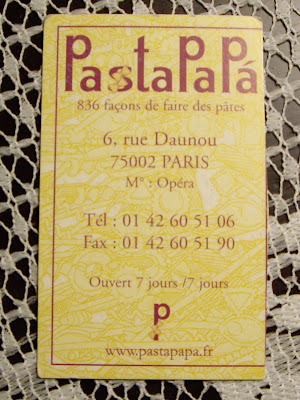 PastaPaPá
836 façons de faire des pâtes
6, rue Daunou
75002 PARIS
M° : Opéra
Tél : 01 42 60 51 06
Fax : 01 42 60 51 90
Ouvert 7 jours /7 jours
p
www.pastapapa.fr